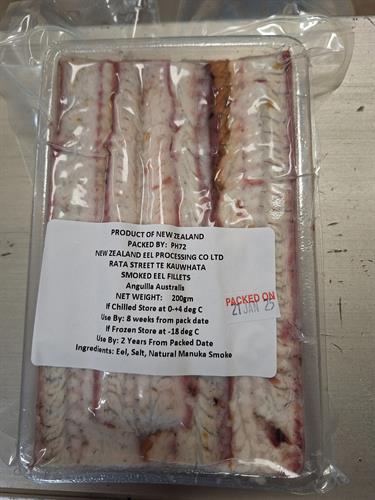 PRODUCT OF NEW ZEALAND
PACKED BY: PH72
NEW ZEALAND EEL PROCESSING CO LTD
RATA STREET TE KAUWHATA
SMOKED EEL FILLETS
Anguilla Australis
NET WEIGHT: 200gm
If Chilled Store at 0-+4 deg C
Use By: 8 weeks from pack date
If Frozen Store at -18 deg C
Use By: 2 Years From Packed Date
Ingredients: Eel, Salt, Natural Manuka Smoke
PACKED ON
21 JAN 25